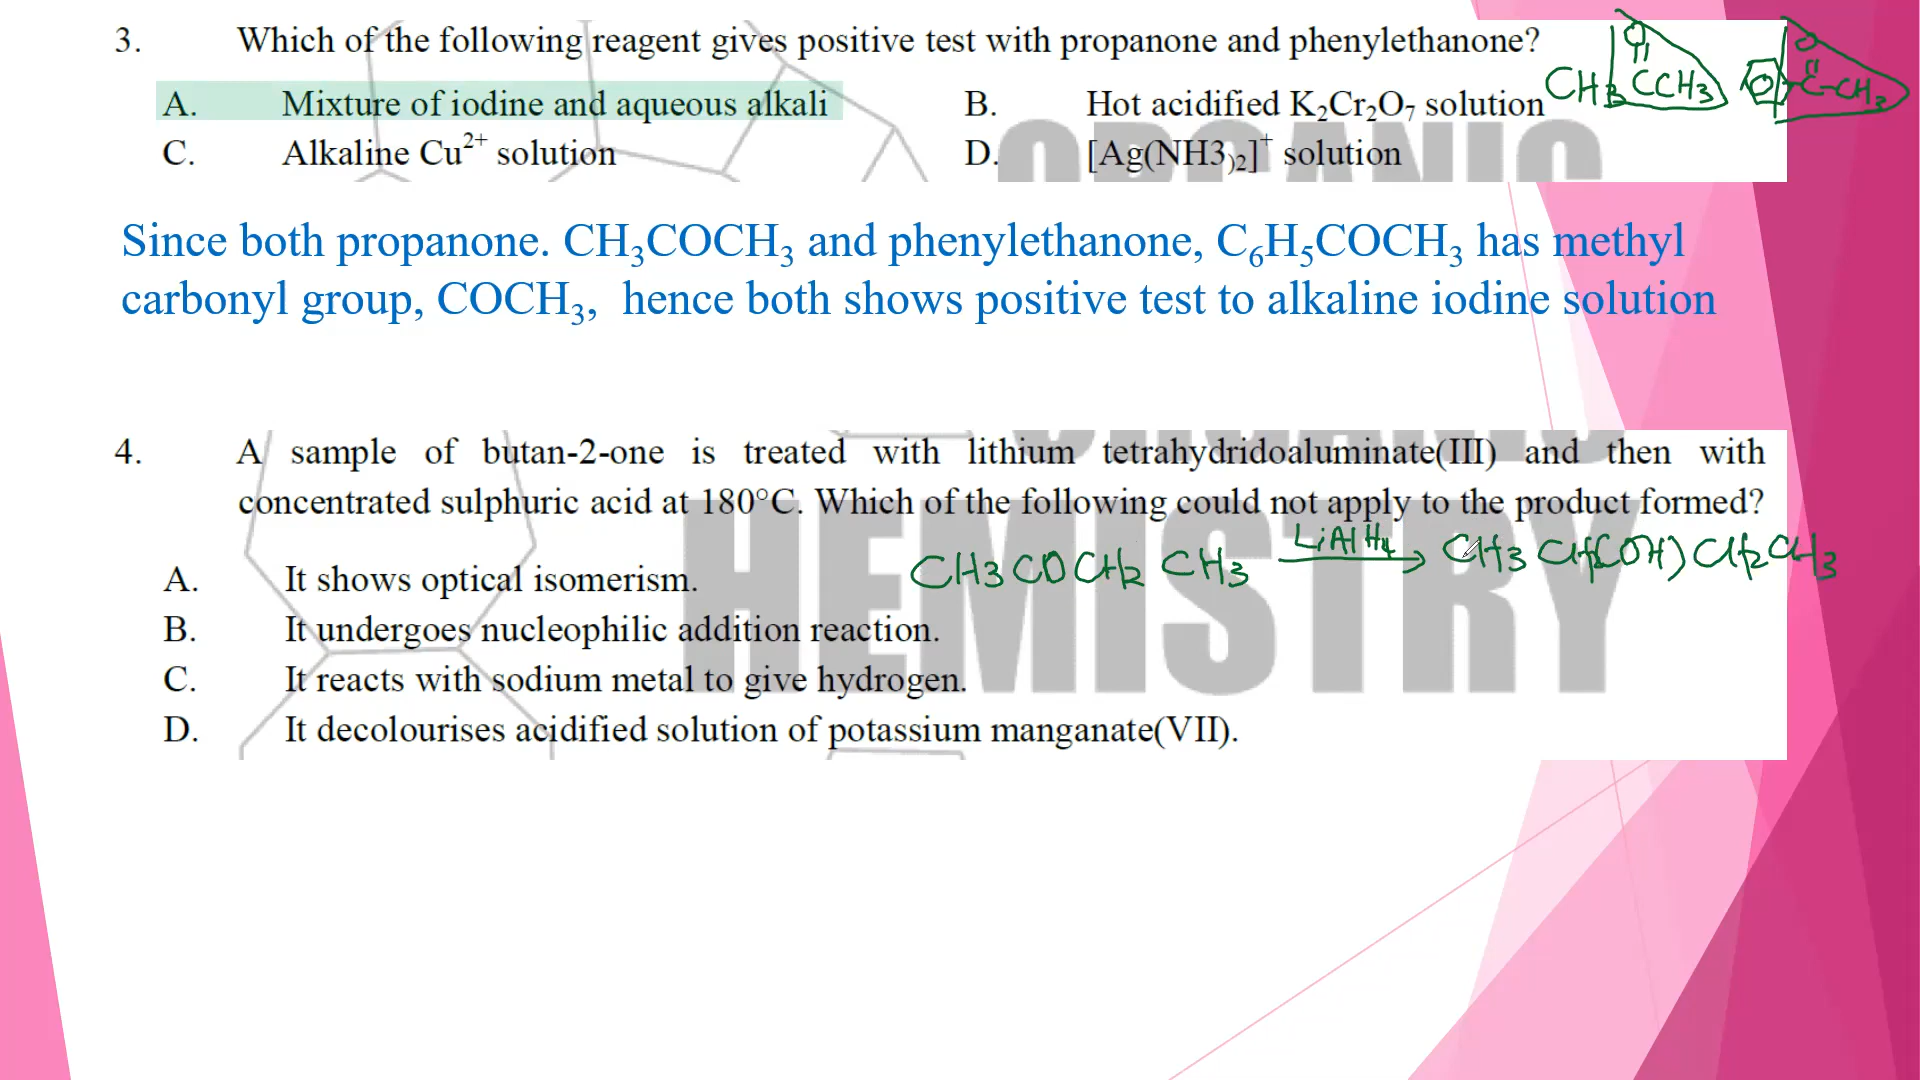 3. Which of the following reagent gives positive test with propanone and phenylethanone?
A. Mixture of iodine and aqueous alkali B. Hot acidified K₂Cr₂O₇ solution
C. Alkaline Cu²⁺ solution D. [Ag(NH3)₂]⁺ solution
O
CH3 CCH3
O
C-CH3
Since both propanone. CH₃COCH₃ and phenylethanone, C₆H₅COCH₃ has methyl
carbonyl group, COCH₃, hence both shows positive test to alkaline iodine solution
4. A sample of butan-2-one is treated with lithium tetrahydridoaluminate(III) and then with
concentrated sulphuric acid at 180°C. Which of the following could not apply to the product formed?
CH3COCH2CH3 LiAlH4 → CH3CH(OH)CH2CH3
A. It shows optical isomerism.
B. It undergoes nucleophilic addition reaction.
C. It reacts with sodium metal to give hydrogen.
D. It decolourises acidified solution of potassium manganate(VII).
ORGANIC
HEMISTRY